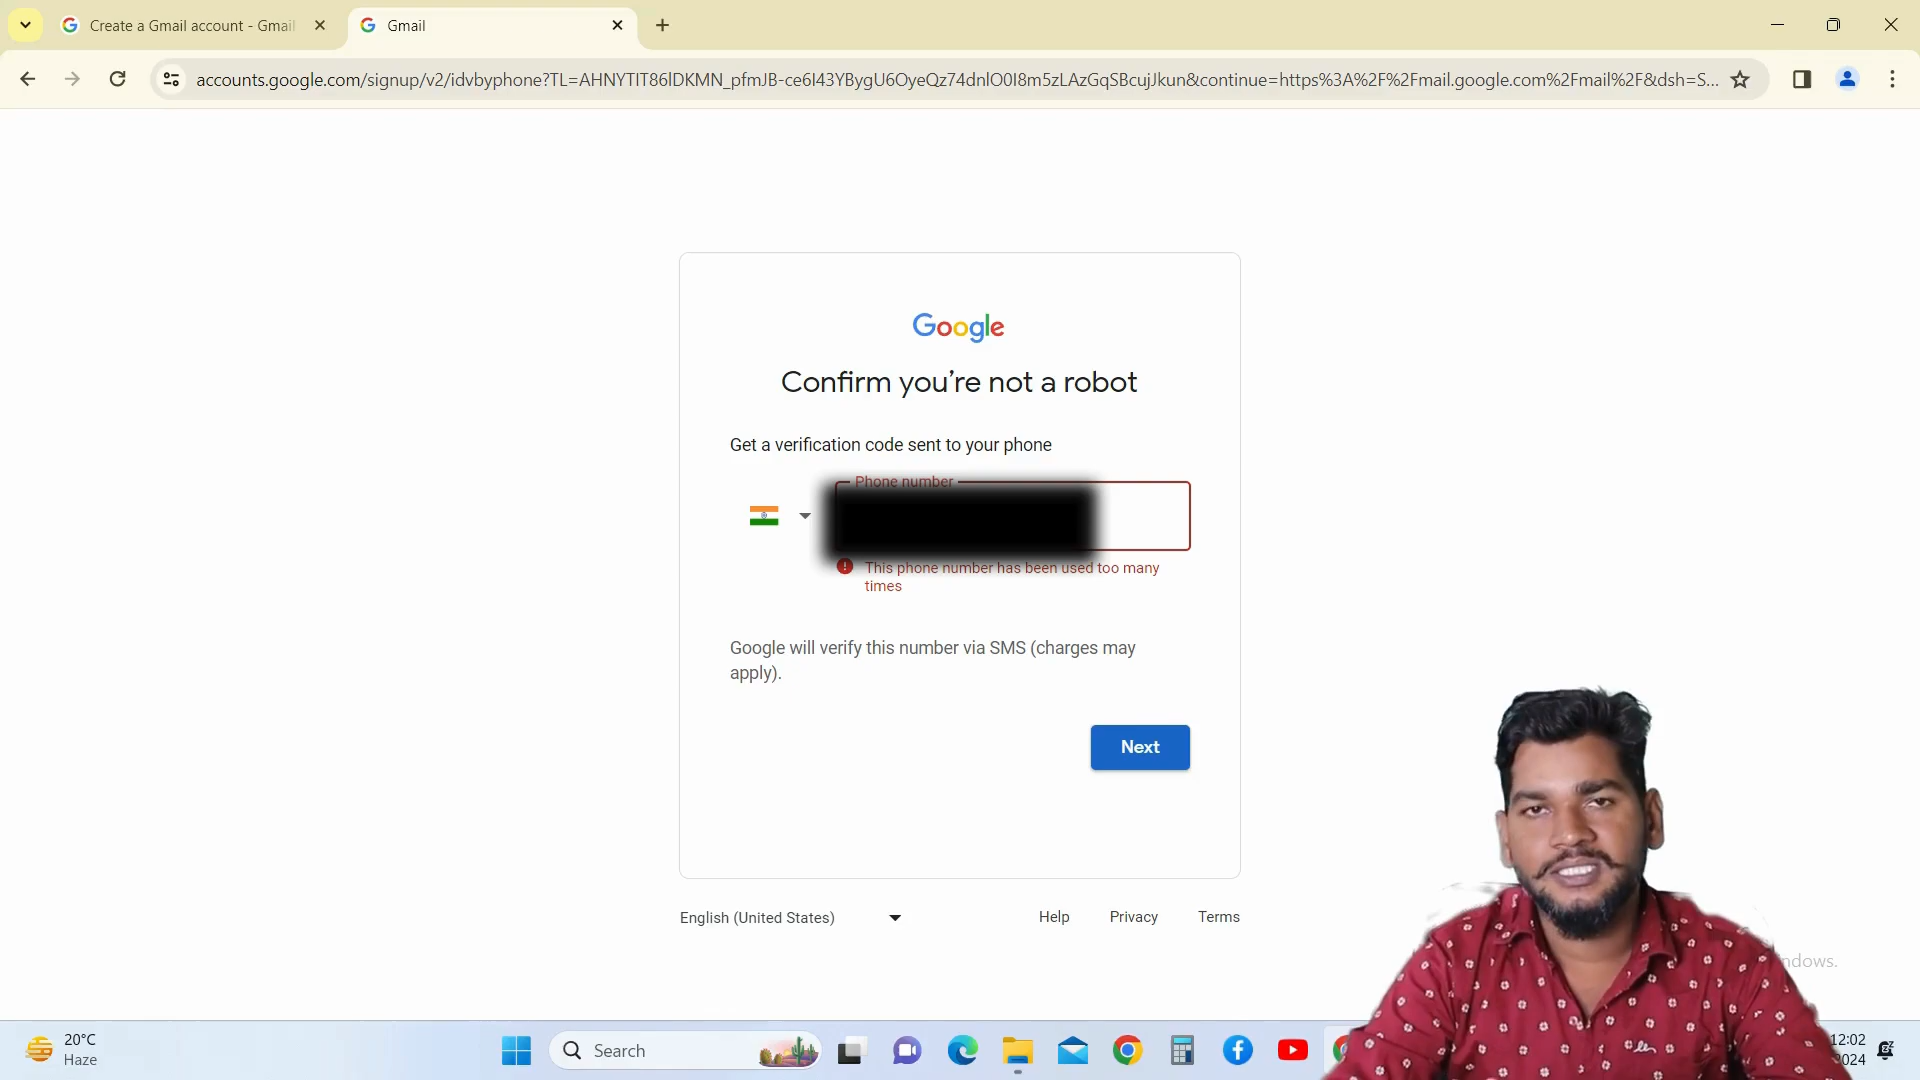 Create a Gmail account - Gmail
Gmail
accounts.google.com/signup/v2/idvbyphone?TL=AHNYTIT86lDKMN_pfmJB-ce6I43YBygU6OyeQz74dnlO0I8m5zLAzGqSBcujJkun&continue=https%3A%2F%2Fmail.google.com%2Fmail%2F&dsh=S...
Google
Confirm you're not a robot
Get a verification code sent to your phone
Phone number
This phone number has been used too many
times
Google will verify this number via SMS (charges may
apply).
Next
English (United States)
Help
Privacy
Terms
20°C
Haze
Search
12:02
2024